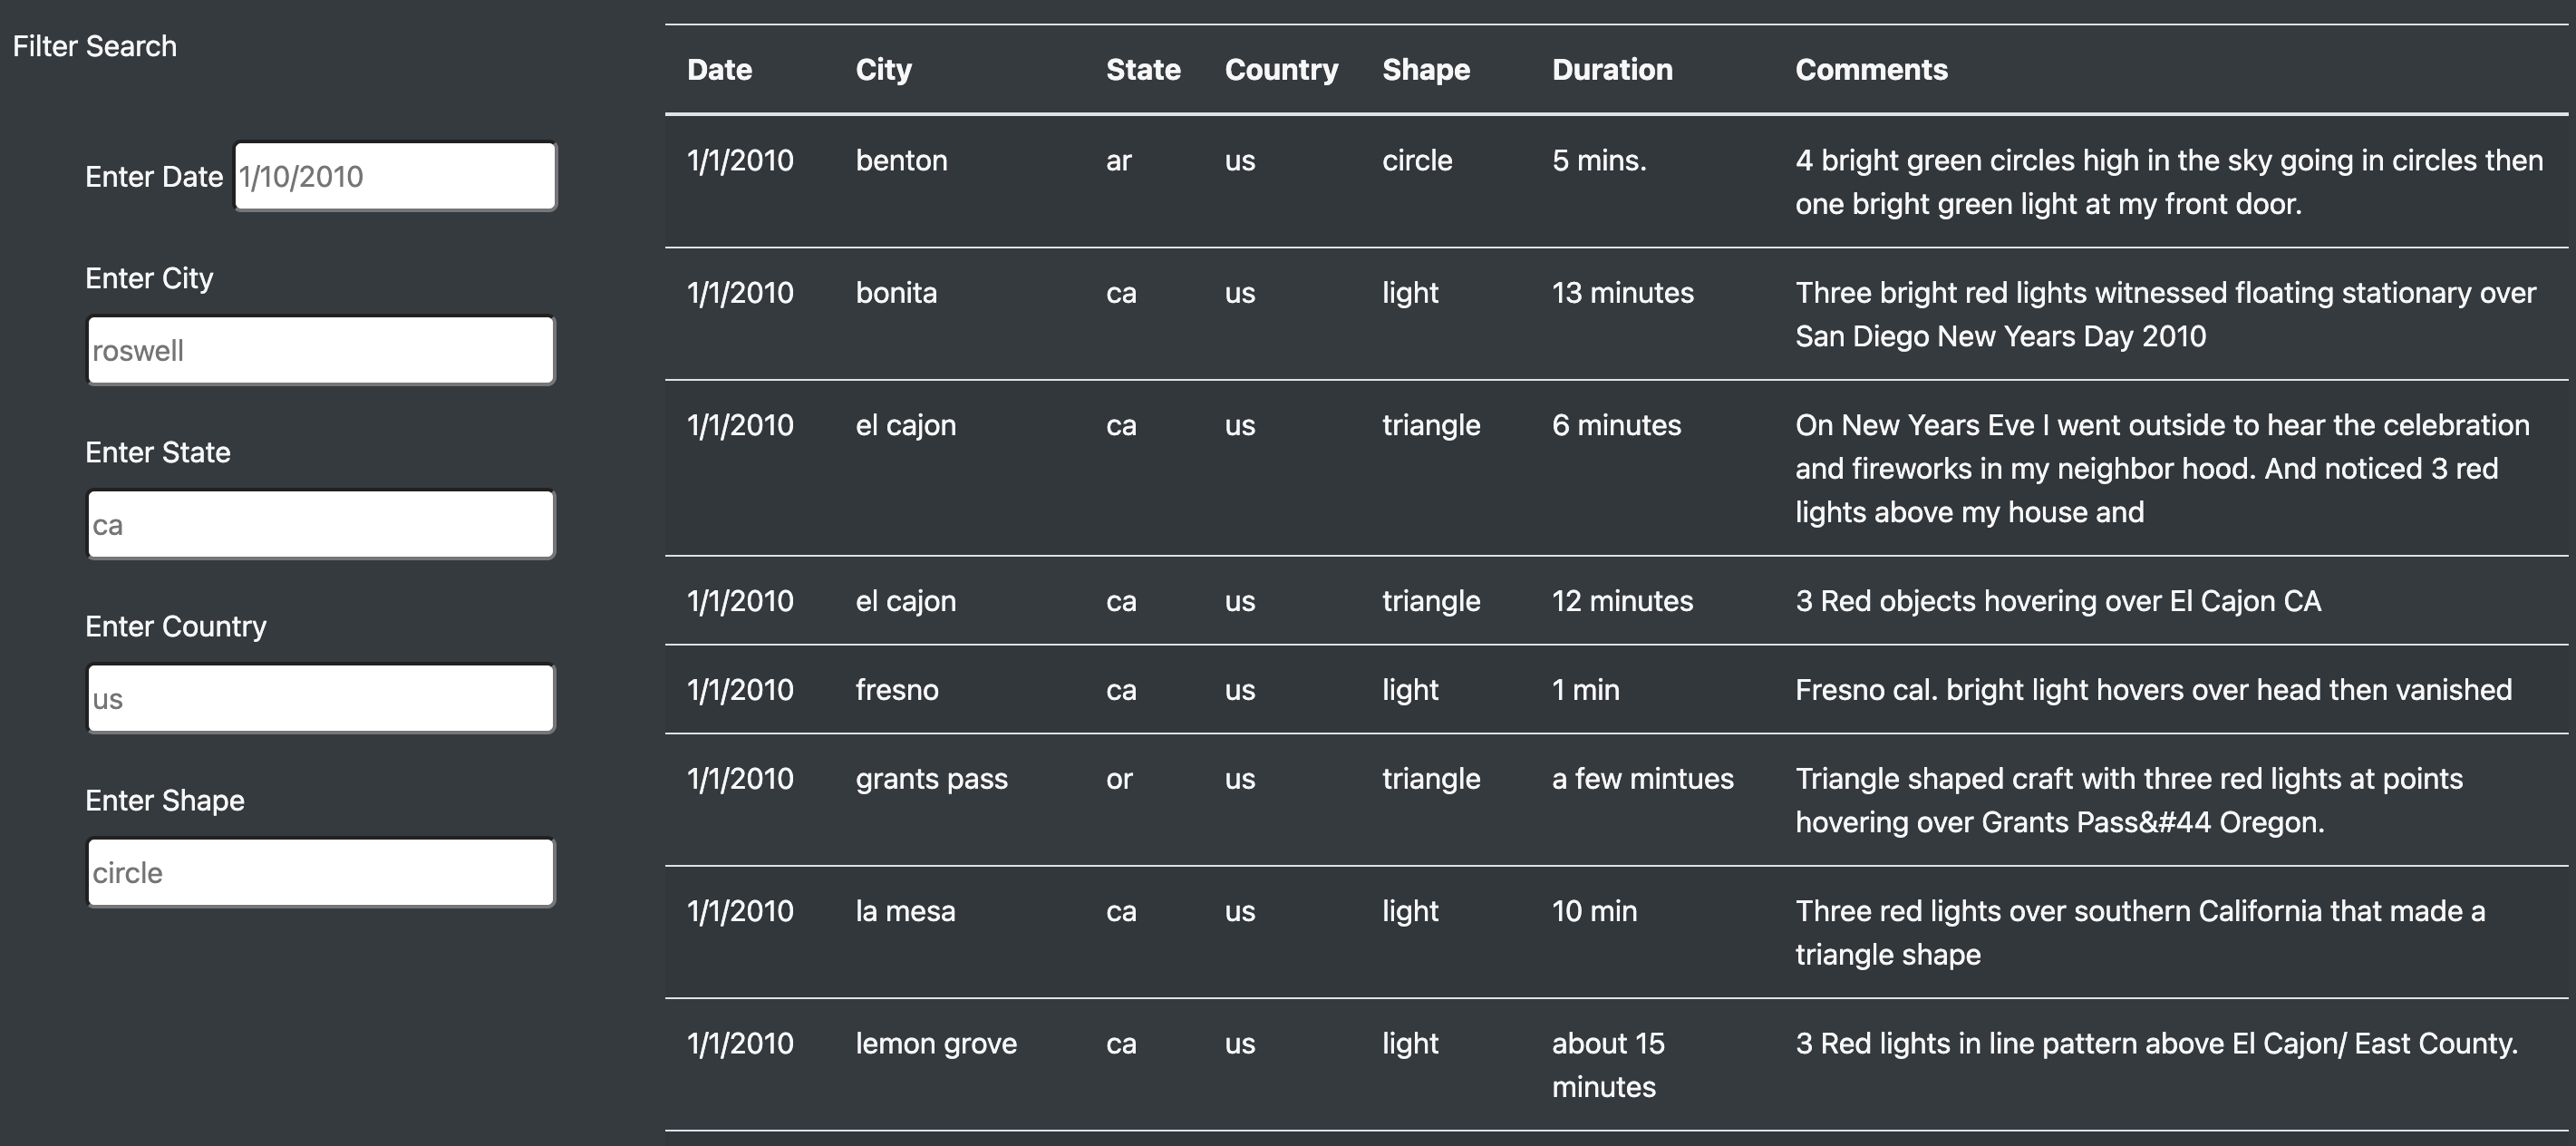 Filter Search
Enter Date 1/10/2010
Enter City
roswell
Enter State
ca
Enter Country
us
Enter Shape
circle
Date City State Country Shape Duration Comments
1/1/2010 benton ar us circle 5 mins. 4 bright green circles high in the sky going in circles then
one bright green light at my front door.
1/1/2010 bonita ca us light 13 minutes Three bright red lights witnessed floating stationary over
San Diego New Years Day 2010
1/1/2010 el cajon ca us triangle 6 minutes On New Years Eve I went outside to hear the celebration
and fireworks in my neighbor hood. And noticed 3 red
lights above my house and
1/1/2010 el cajon ca us triangle 12 minutes 3 Red objects hovering over El Cajon CA
1/1/2010 fresno ca us light 1 min Fresno cal. bright light hovers over head then vanished
1/1/2010 grants pass or us triangle a few mintues Triangle shaped craft with three red lights at points
hovering over Grants Pass&#44 Oregon.
1/1/2010 la mesa ca us light 10 min Three red lights over southern California that made a
triangle shape
1/1/2010 lemon grove ca us light about 15 3 Red lights in line pattern above El Cajon/ East County.
minutes